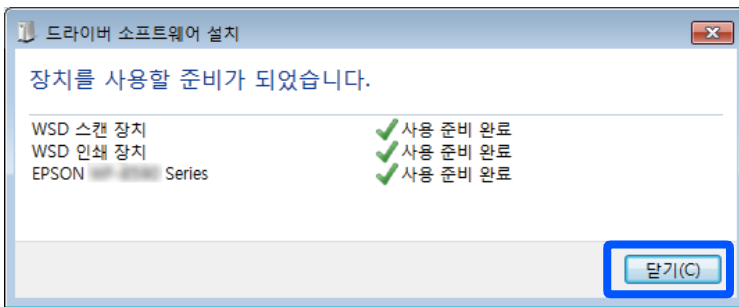 드라이버 소프트웨어 설치
장치를 사용할 준비가 되었습니다.
WSD 스캔 장치 사용 준비 완료
WSD 인쇄 장치 사용 준비 완료
EPSON Series 사용 준비 완료
닫기(C)